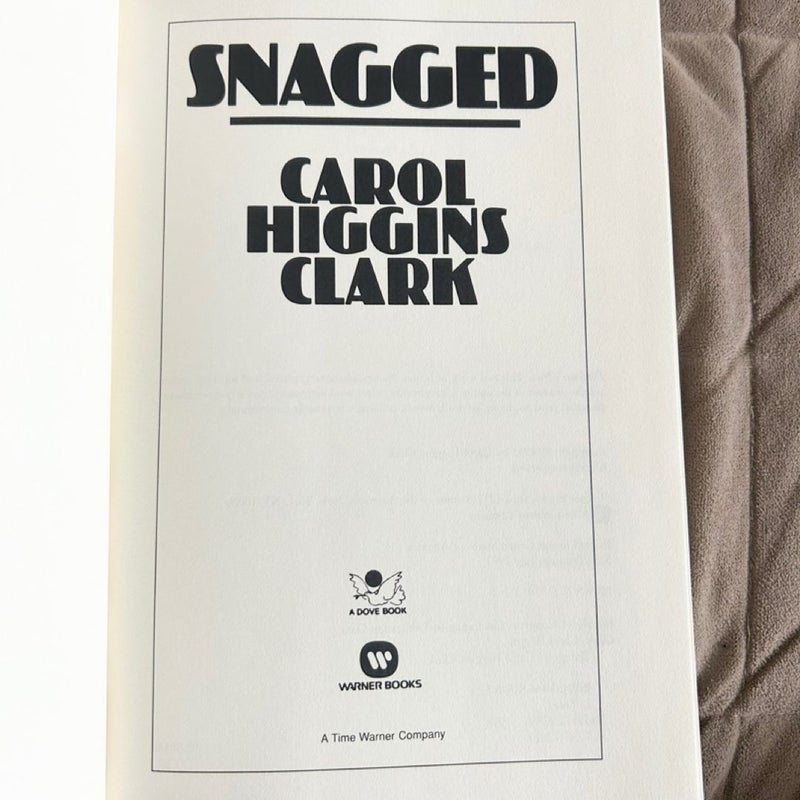 SNAGGED
CAROL
HIGGINS
CLARK
A DOVE BOOK
WARNER BOOKS
A Time Warner Company